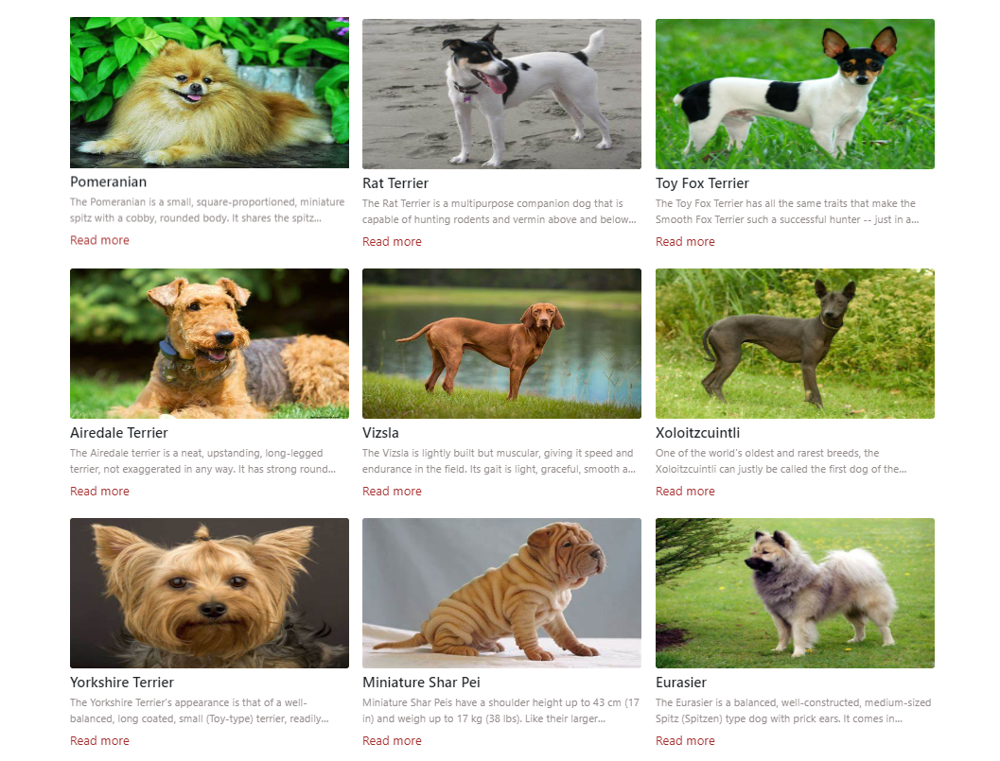 Pomeranian
The Pomeranian is a small, square-proportioned, miniature
spitz with a cobby, rounded body. It shares the spitz...
Read more
Rat Terrier
The Rat Terrier is a multipurpose companion dog that is
capable of hunting rodents and vermin above and below...
Read more
Toy Fox Terrier
The Toy Fox Terrier has all the same traits that make the
Smooth Fox Terrier such a successful hunter -- just in a...
Read more
Airedale Terrier
The Airedale terrier is a neat, upstanding, long-legged
terrier, not exaggerated in any way. It has strong round...
Read more
Vizsla
The Vizsla is lightly built but muscular, giving it speed and
endurance in the field. Its gait is light, graceful, smooth a...
Read more
Xoloitzcuintli
One of the world's oldest and rarest breeds, the
Xoloitzcuintli can justly be called the first dog of the...
Read more
Yorkshire Terrier
The Yorkshire Terrier's appearance is that of a well-
balanced, long coated, small (Toy-type) terrier, readily...
Read more
Miniature Shar Pei
Miniature Shar Peis have a shoulder height up to 43 cm (17
in) and weigh up to 17 kg (38 lbs). Like their larger...
Read more
Eurasier
The Eurasier is a balanced, well-constructed, medium-sized
Spitz (Spitzen) type dog with prick ears. It comes in...
Read more